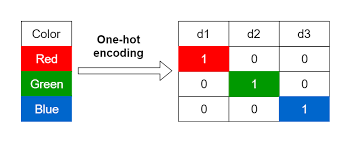 Color
Red
Green
Blue
One-hot
encoding
d1 d2 d3
1 0 0
0 1 0
0 0 1